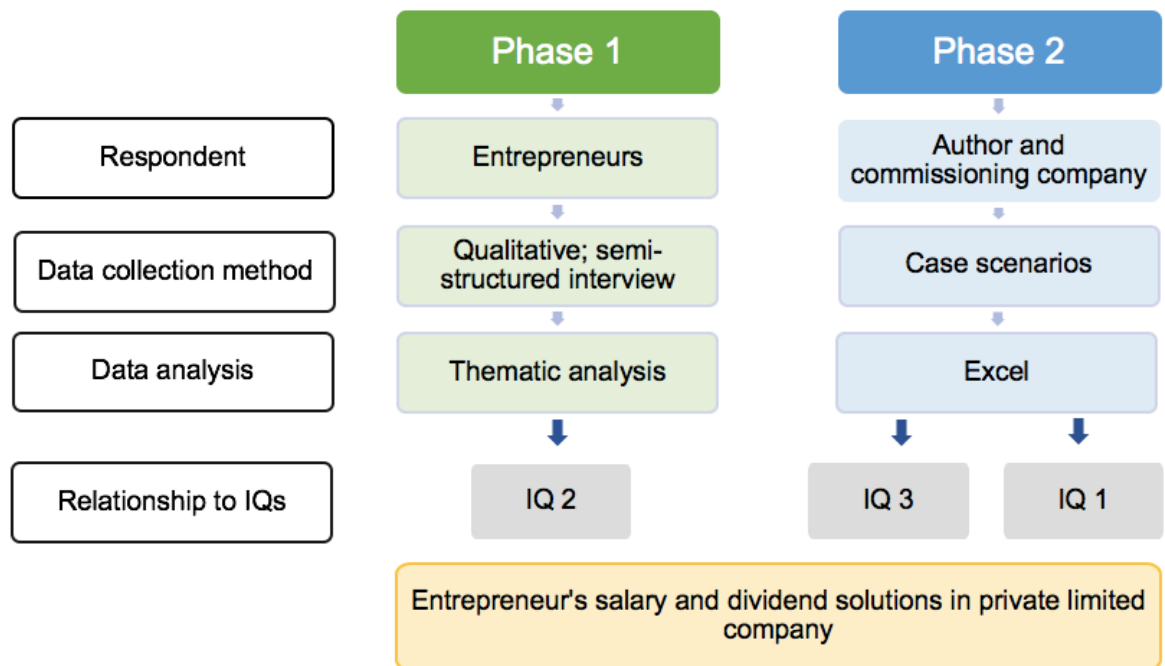 Phase 1
Phase 2
Respondent
Entrepreneurs
Author and
commissioning company
Data collection method
Qualitative; semi-
structured interview
Case scenarios
Data analysis
Thematic analysis
Excel
Relationship to IQs
IQ 2
IQ 3
IQ 1
Entrepreneur's salary and dividend solutions in private limited
company